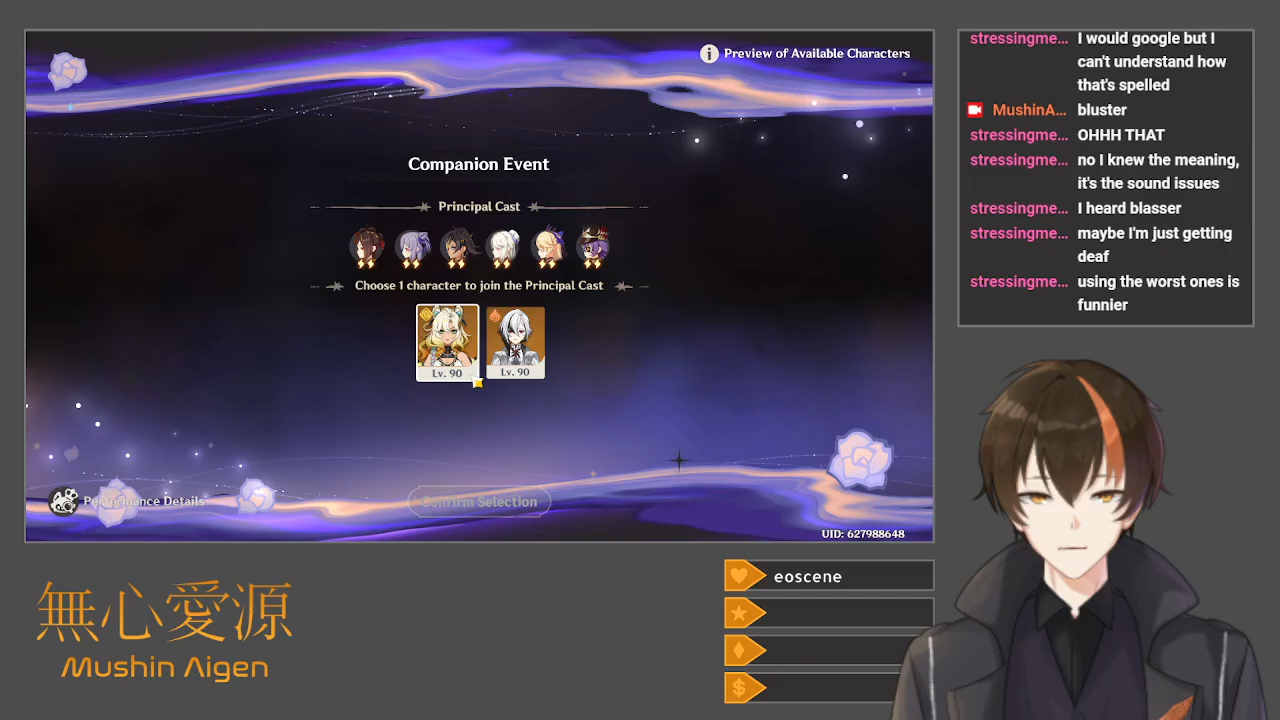 Preview of Available Characters
Companion Event
Principal Cast
Choose 1 character to join the Principal Cast
Lv. 90
Lv. 90
Performance Details
Confirm Selection
UID: 627988648
stressingme... I would google but I
can't understand how
that's spelled
MushinA... bluster
stressingme... OHHH THAT
stressingme... no I knew the meaning,
it's the sound issues
stressingme... I heard blasser
stressingme... maybe I'm just getting
deaf
stressingme... using the worst ones is
funnier
無心愛源
Mushin Aigen
eoscene
$